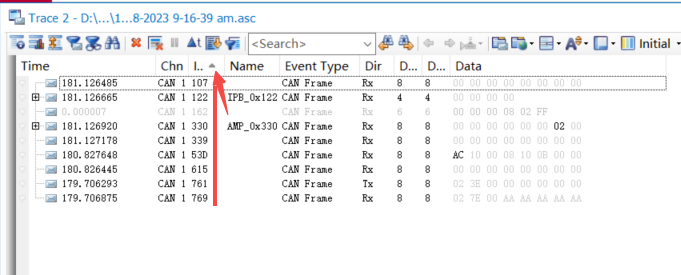 Trace 2 - D:\...\1...8-2023 9-16-39 am.asc
<Search> Initial
Time Chn I.. Name Event Type Dir D... D... Data
181.126485 CAN 1 107 CAN Frame Rx 8 8 00 00 00 00 00 00 00 00
181.126665 CAN 1 122 IPB_0x122 CAN Frame Rx 4 4 00 00 00 00
0.000007 CAN 1 162 CAN Frame Rx 6 6 00 00 00 08 02 FF
181.126920 CAN 1 330 AMP_0x330 CAN Frame Rx 8 8 00 00 00 00 00 00 02 00
181.127178 CAN 1 339 CAN Frame Rx 8 8 00 00 00 00 00 00 00 00
180.827648 CAN 1 53D CAN Frame Rx 8 8 AC 10 00 08 10 0B 00 00
180.826445 CAN 1 615 CAN Frame Rx 8 8 00 00 00 00 00 00 00 00
179.706293 CAN 1 761 CAN Frame Tx 8 8 02 3E 00 00 00 00 00 00
179.706875 CAN 1 769 CAN Frame Rx 8 8 02 7E 00 AA AA AA AA AA